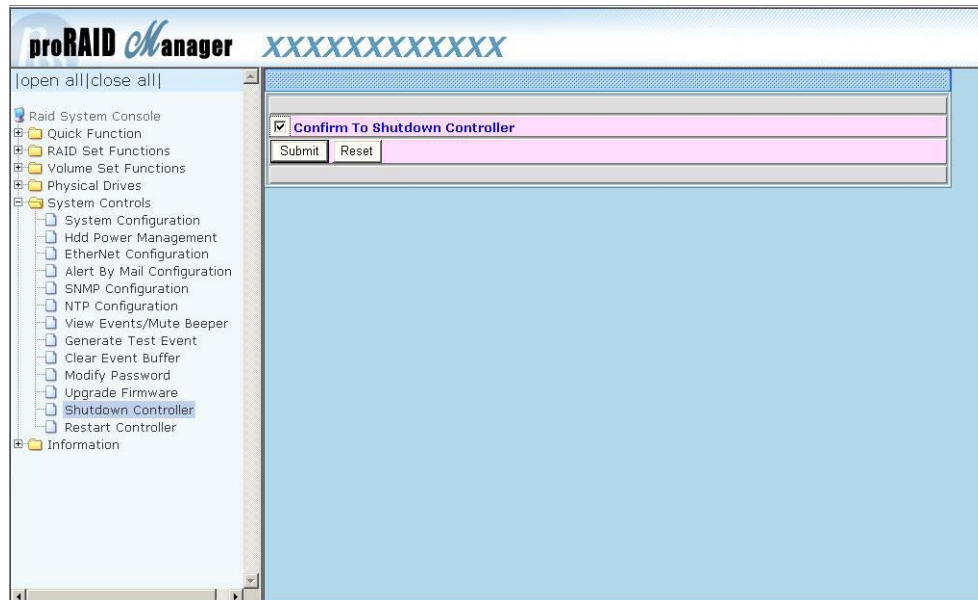 proRAID Manager XXXXXXXXXXXX
|open all|close all|
Raid System Console
Quick Function
RAID Set Functions
Volume Set Functions
Physical Drives
System Controls
System Configuration
Hdd Power Management
EtherNet Configuration
Alert By Mail Configuration
SNMP Configuration
NTP Configuration
View Events/Mute Beeper
Generate Test Event
Clear Event Buffer
Modify Password
Upgrade Firmware
Shutdown Controller
Restart Controller
Information
Confirm To Shutdown Controller
Submit Reset